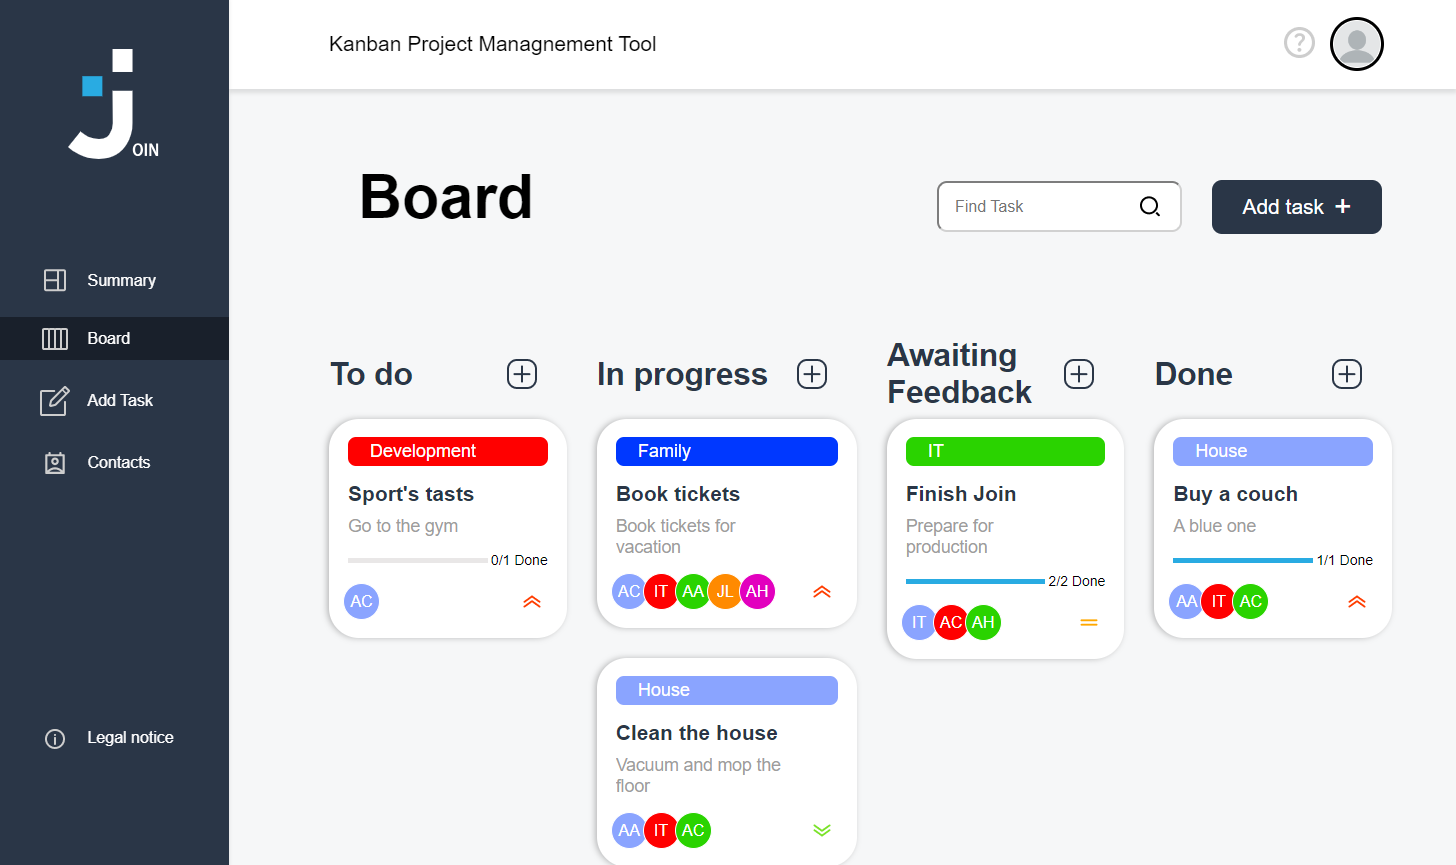 OIN
Summary
Board
Add Task
Contacts
Legal notice
Kanban Project Managnement Tool
?
Board
Find Task
Add task +
To do
Development
Sport's tasts
Go to the gym
0/1 Done
AC
In progress
Family
Book tickets
Book tickets for
vacation
AC IT AA JL AH
House
Clean the house
Vacuum and mop the
floor
AA IT AC
Awaiting
Feedback
IT
Finish Join
Prepare for
production
2/2 Done
IT AC AH
Done
House
Buy a couch
A blue one
1/1 Done
AA IT AC